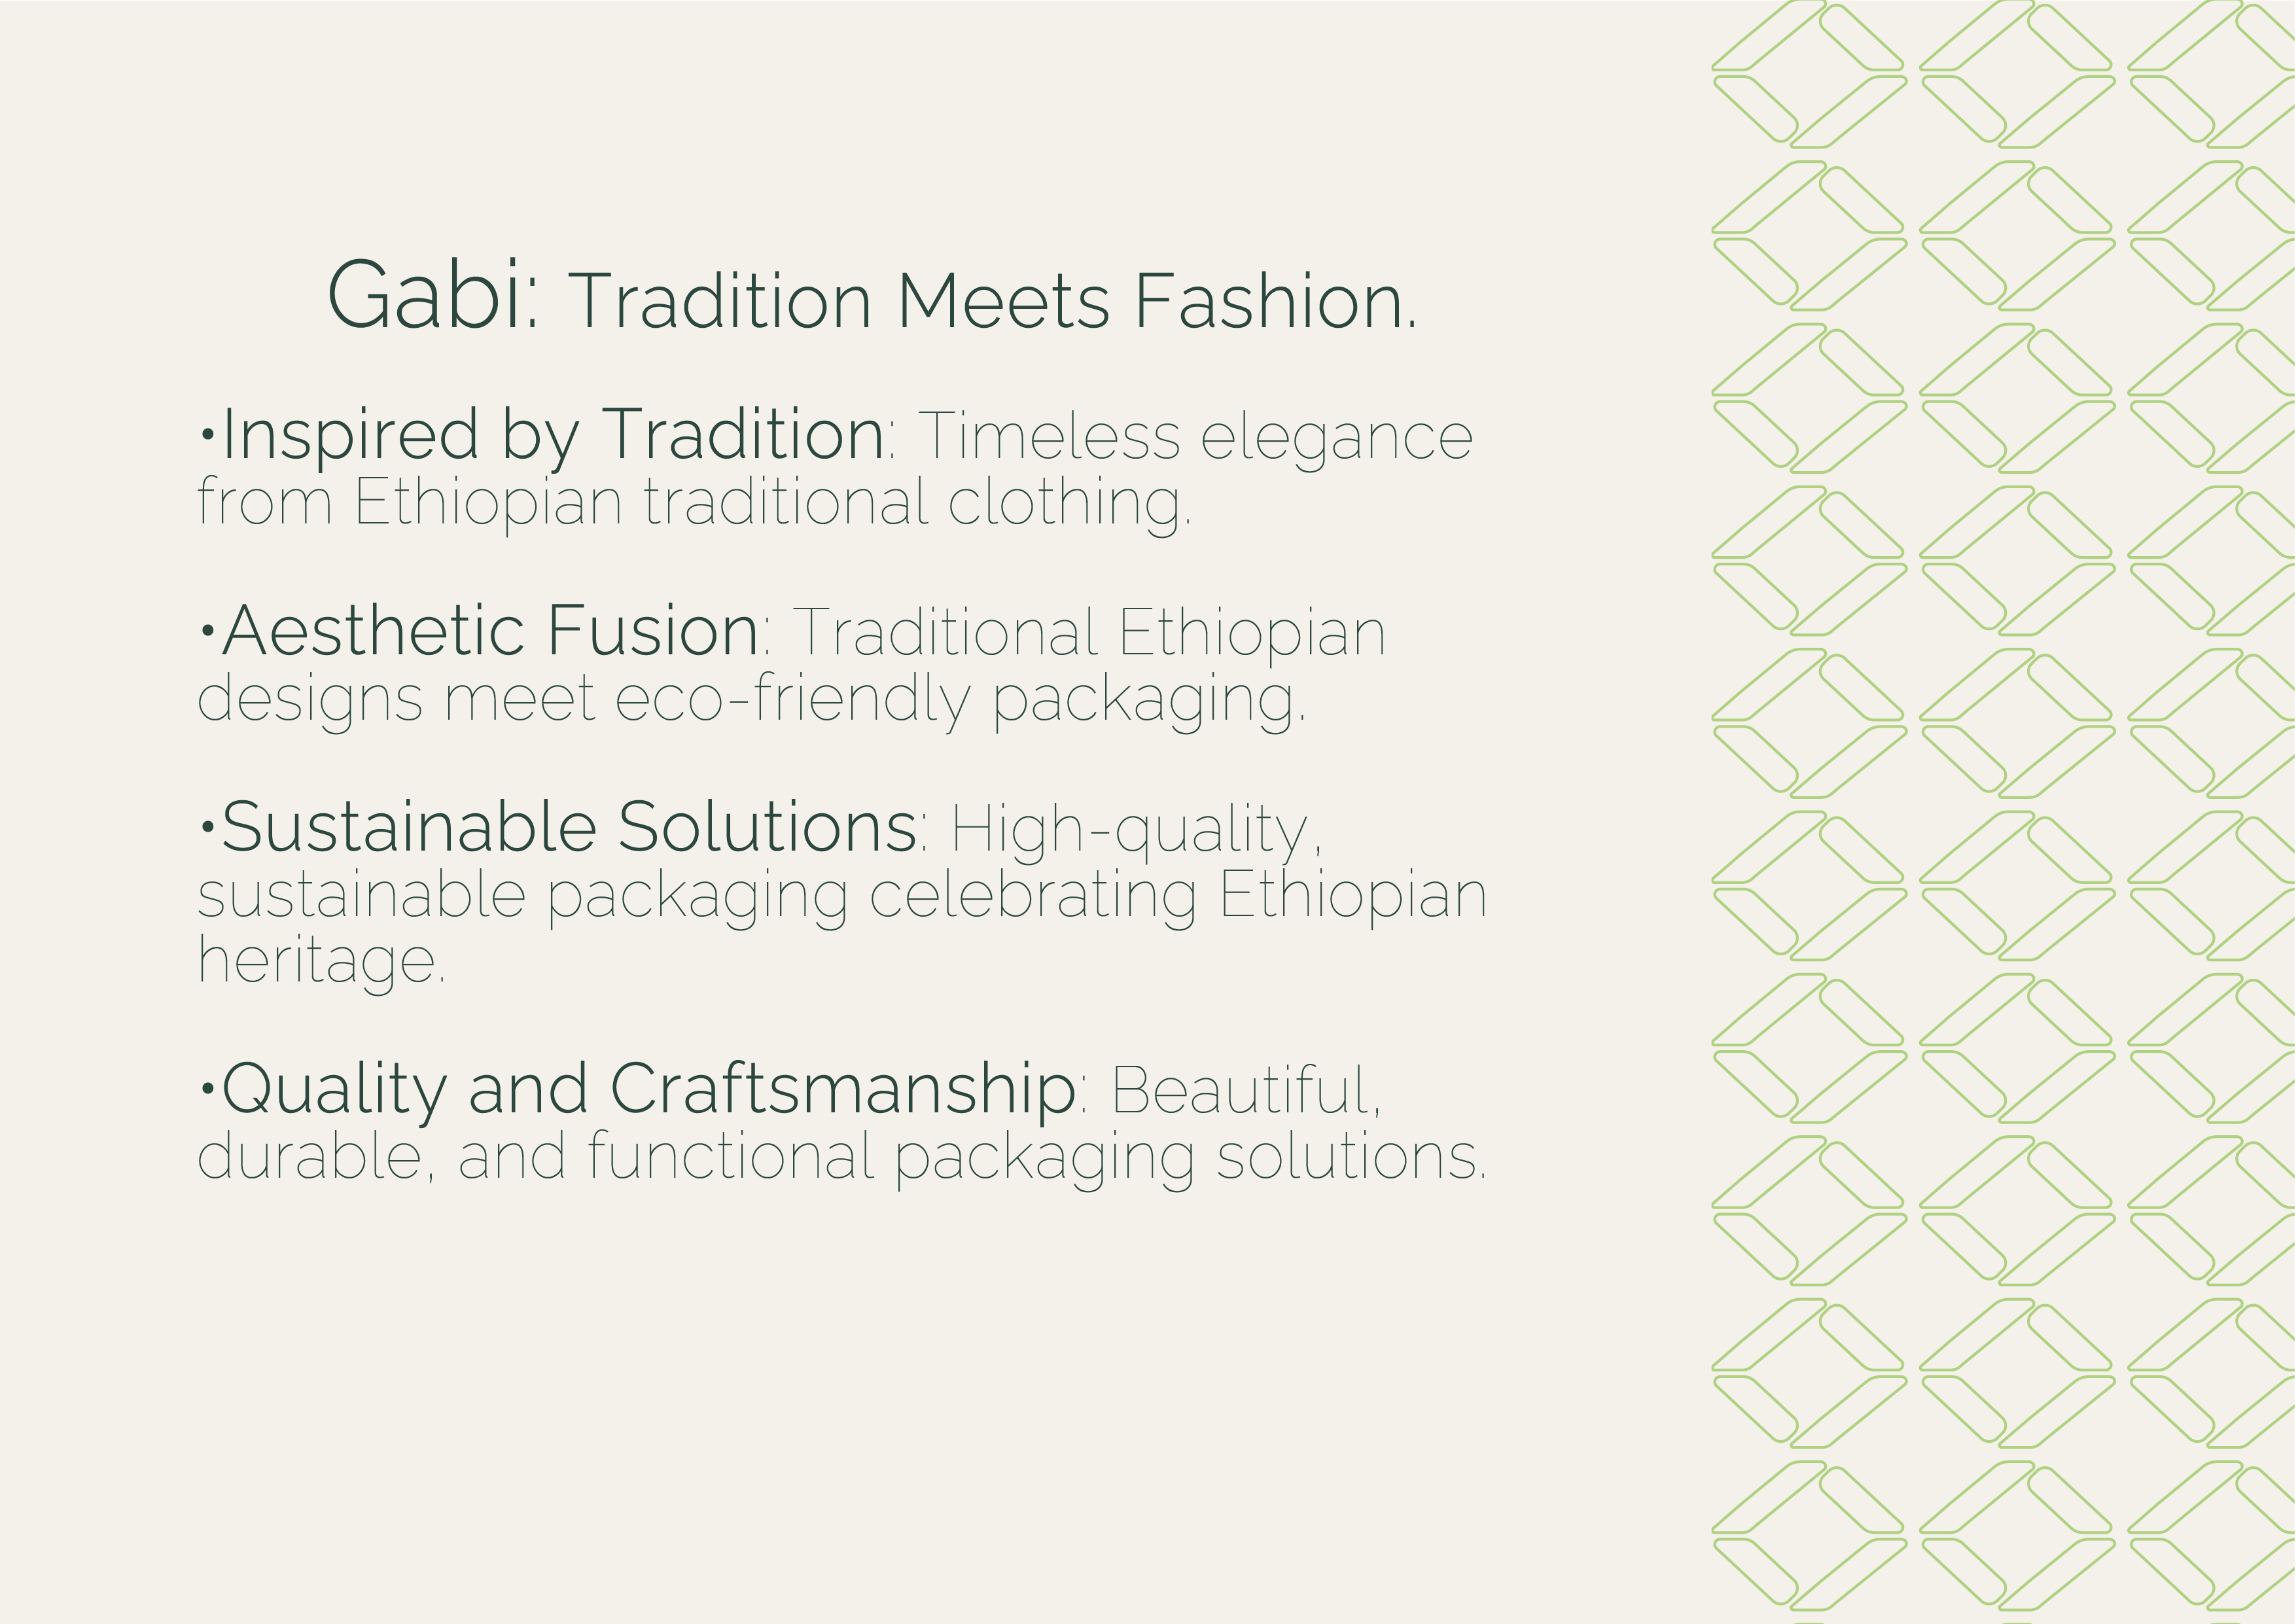 Gabi: Tradition Meets Fashion.
•Inspired by Tradition: Timeless elegance
from Ethiopian traditional clothing.
•Aesthetic Fusion: Traditional Ethiopian
designs meet eco-friendly packaging.
•Sustainable Solutions: High-quality,
sustainable packaging celebrating Ethiopian
heritage.
•Quality and Craftsmanship: Beautiful,
durable, and functional packaging solutions.